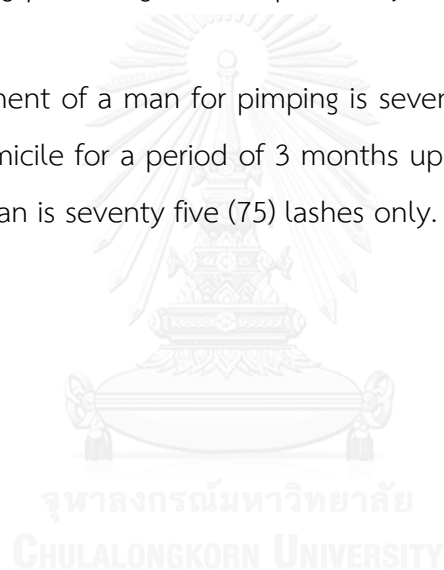 ment of a man for pimping is seven
micile for a period of 3 months up
an is seventy five (75) lashes only.
จุฬาลงกรณ์มหาวิทยาลัย
CHULALONGKORN UNIVERSITY